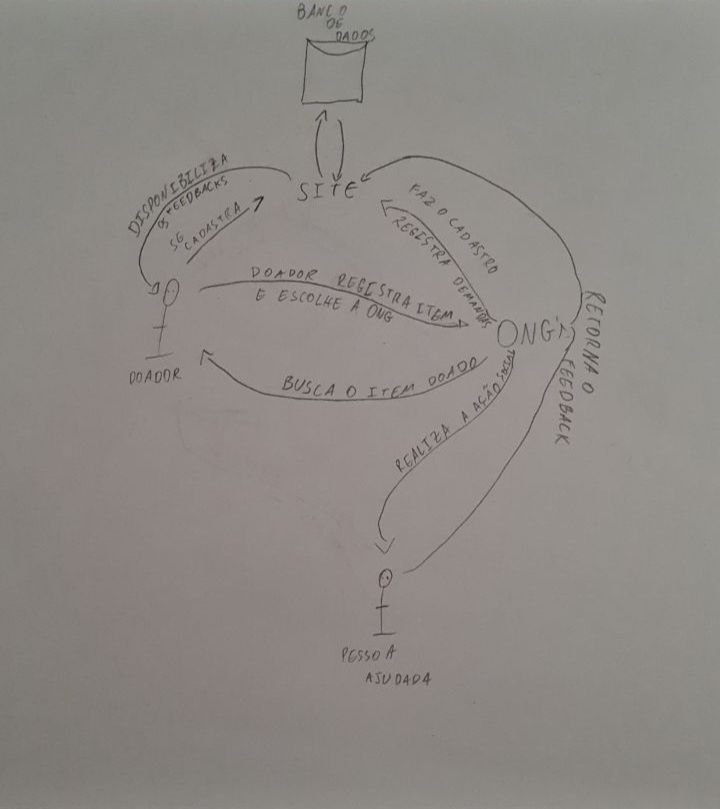 BANCO
DE
DADOS
SITE
DISPONIBILIZA
OS FEEDBACKS
SE
CADASTRA
FAZ O CADASTRO
REGISTRA DEMANDAS
DOADOR REGISTRA ITEM
E ESCOLHE A ONG
ONG
RETORNA O
FEEDBACK
DOADOR
BUSCA O ITEM DOADO
REALIZA A AÇÃO SOCIAL
PESSOA
AJUDADA